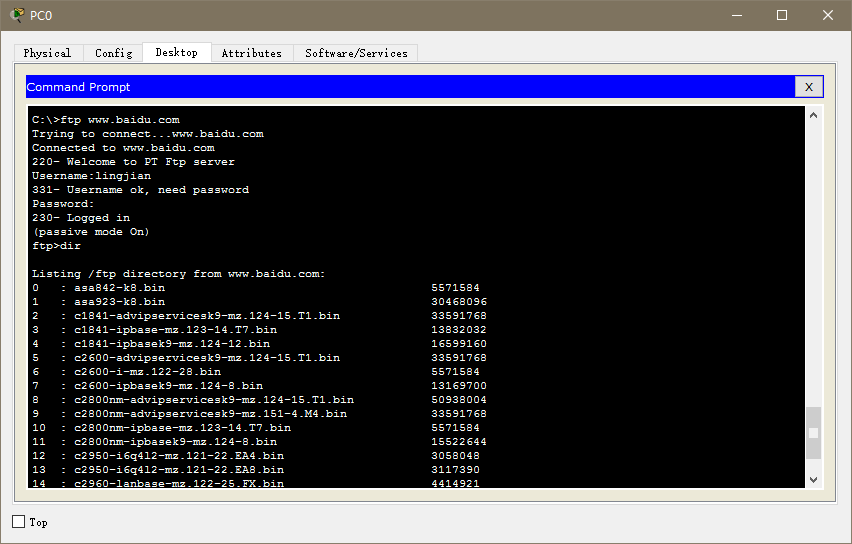 PC0
Physical Config Desktop Attributes Software/Services
Command Prompt X
C:\>ftp www.baidu.com
Trying to connect...www.baidu.com
Connected to www.baidu.com
220- Welcome to PT Ftp server
Username:lingjian
331- Username ok, need password
Password:
230- Logged in
(passive mode On)
ftp>dir
Listing /ftp directory from www.baidu.com:
0 : asa842-k8.bin 5571584
1 : asa923-k8.bin 30468096
2 : c1841-advipservicesk9-mz.124-15.T1.bin 33591768
3 : c1841-ipbase-mz.123-14.T7.bin 13832032
4 : c1841-ipbasek9-mz.124-12.bin 16599160
5 : c2600-advipservicesk9-mz.124-15.T1.bin 33591768
6 : c2600-i-mz.122-28.bin 5571584
7 : c2600-ipbasek9-mz.124-8.bin 13169700
8 : c2800nm-advipservicesk9-mz.124-15.T1.bin 50938004
9 : c2800nm-advipservicesk9-mz.151-4.M4.bin 33591768
10 : c2800nm-ipbase-mz.123-14.T7.bin 5571584
11 : c2800nm-ipbasek9-mz.124-8.bin 15522644
12 : c2950-i6q4l2-mz.121-22.EA4.bin 3058048
13 : c2950-i6q4l2-mz.121-22.EA8.bin 3117390
14 : c2960-lanbase-mz.122-25.FX.bin 4414921
Top